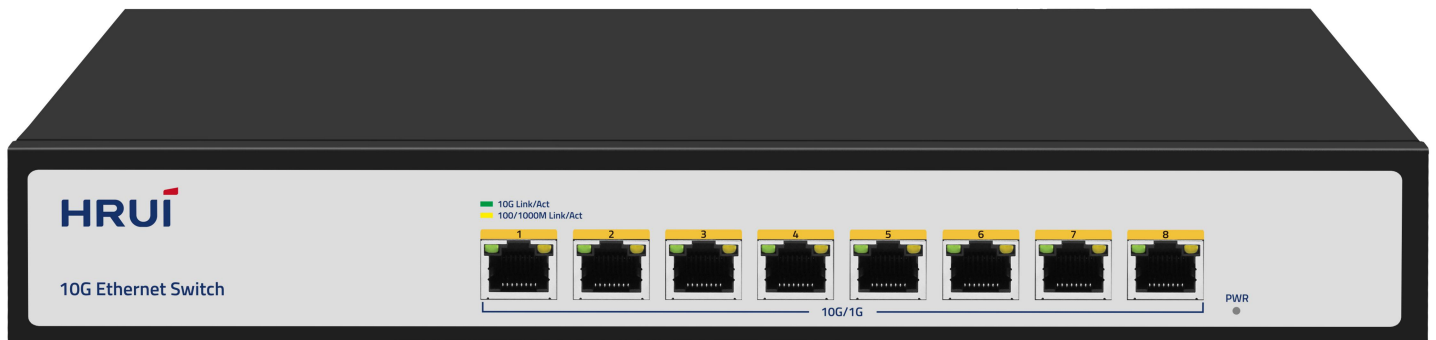 HRUI
10G Ethernet Switch
10G Link/Act
100/1000M Link/Act
1 2 3 4 5 6 7 8
10G/1G
PWR